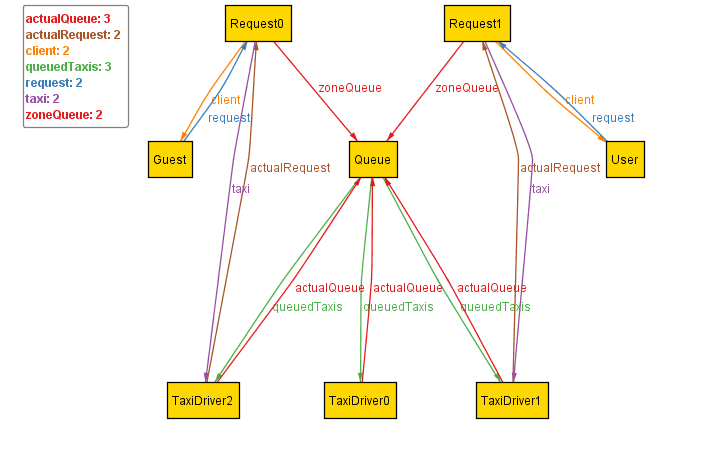 actualQueue: 3
actualRequest: 2
client: 2
queuedTaxis: 3
request: 2
taxi: 2
zoneQueue: 2
Request0
Request1
zoneQueue
zoneQueue
client
client
request
request
Guest
Queue
User
actualRequest
actualRequest
taxi
taxi
actualQueue
actualQueue
actualQueue
queuedTaxis
queuedTaxis
queuedTaxis
TaxiDriver2
TaxiDriver0
TaxiDriver1